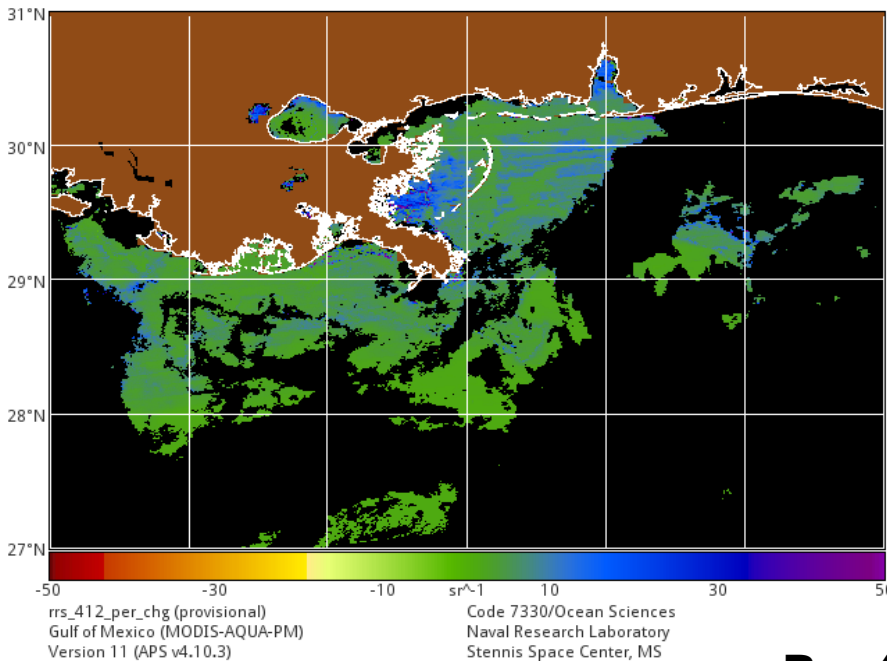 31°N
30°N
29°N
28°N
27°N
-50 -30 -10 sr^-1 10 30
rrs_412_per_chg (provisional) Code 7330/Ocean Sciences
Gulf of Mexico (MODIS-AQUA-PM) Naval Research Laboratory
Version 11 (APS v4.10.3) Stennis Space Center, MS